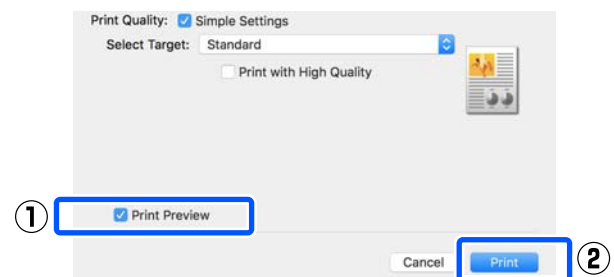 Print Quality: Simple Settings
Select Target: Standard
Print with High Quality
① Print Preview
Cancel Print ②